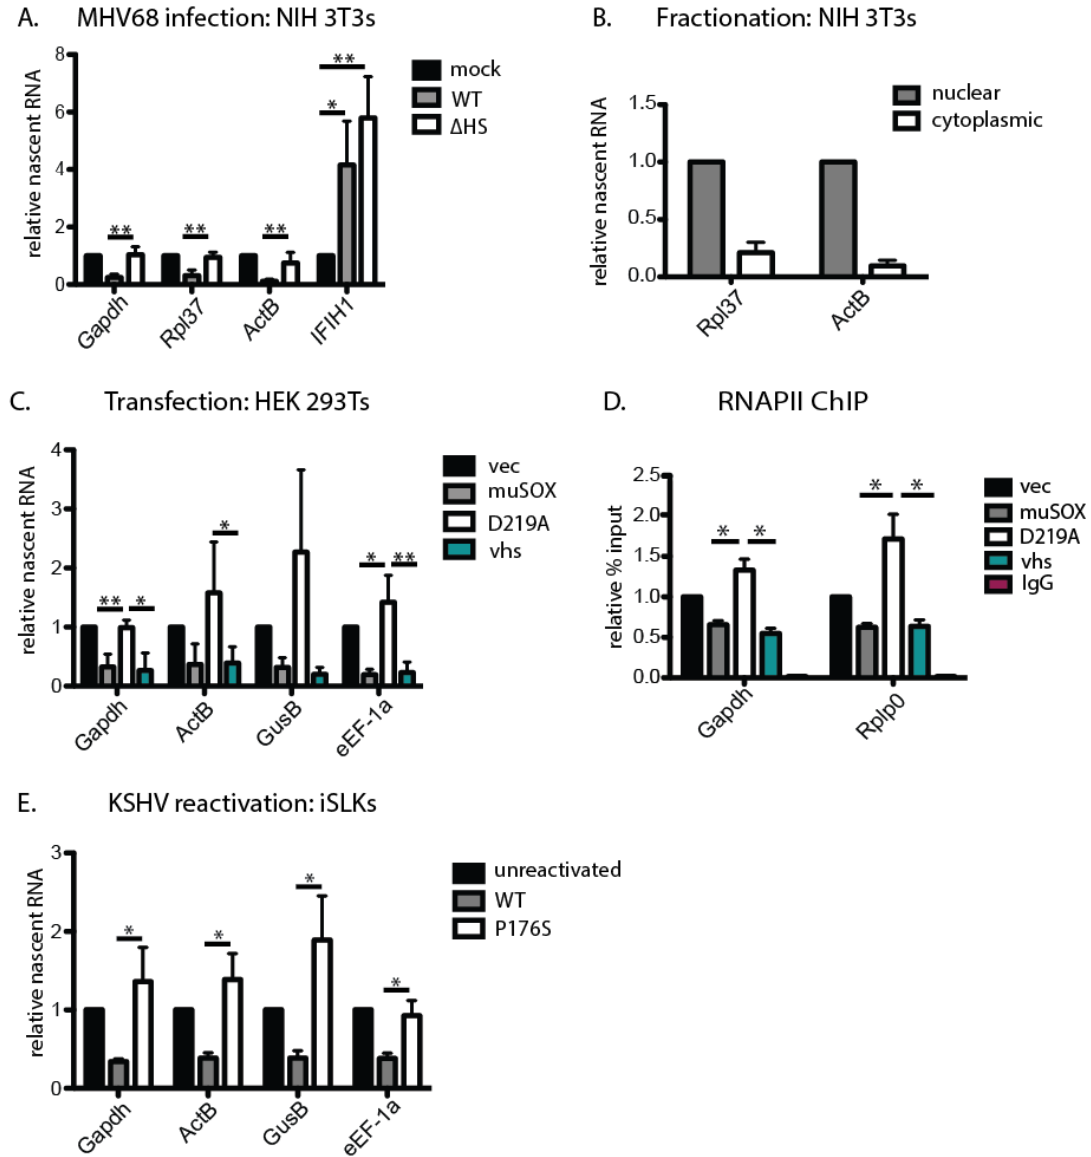 A. MHV68 infection: NIH 3T3s
relative nascent RNA
8
6
4
2
0
**
**
**
*
**
mock
WT
ΔHS
Gapdh
Rpl37
ActB
IFIH1
B. Fractionation: NIH 3T3s
relative nascent RNA
1.5
1.0
0.5
0.0
nuclear
cytoplasmic
Rpl37
ActB
C. Transfection: HEK 293Ts
relative nascent RNA
4
3
2
1
0
**
*
*
*
**
vec
muSOX
D219A
vhs
Gapdh
ActB
GusB
eEF-1a
D. RNAPII ChIP
relative % input
2.5
2.0
1.5
1.0
0.5
0.0
*
*
*
*
vec
muSOX
D219A
vhs
IgG
Gapdh
Rplp0
E. KSHV reactivation: iSLKs
relative nascent RNA
3
2
1
0
*
*
*
*
unreactivated
WT
P176S
Gapdh
ActB
GusB
eEF-1a